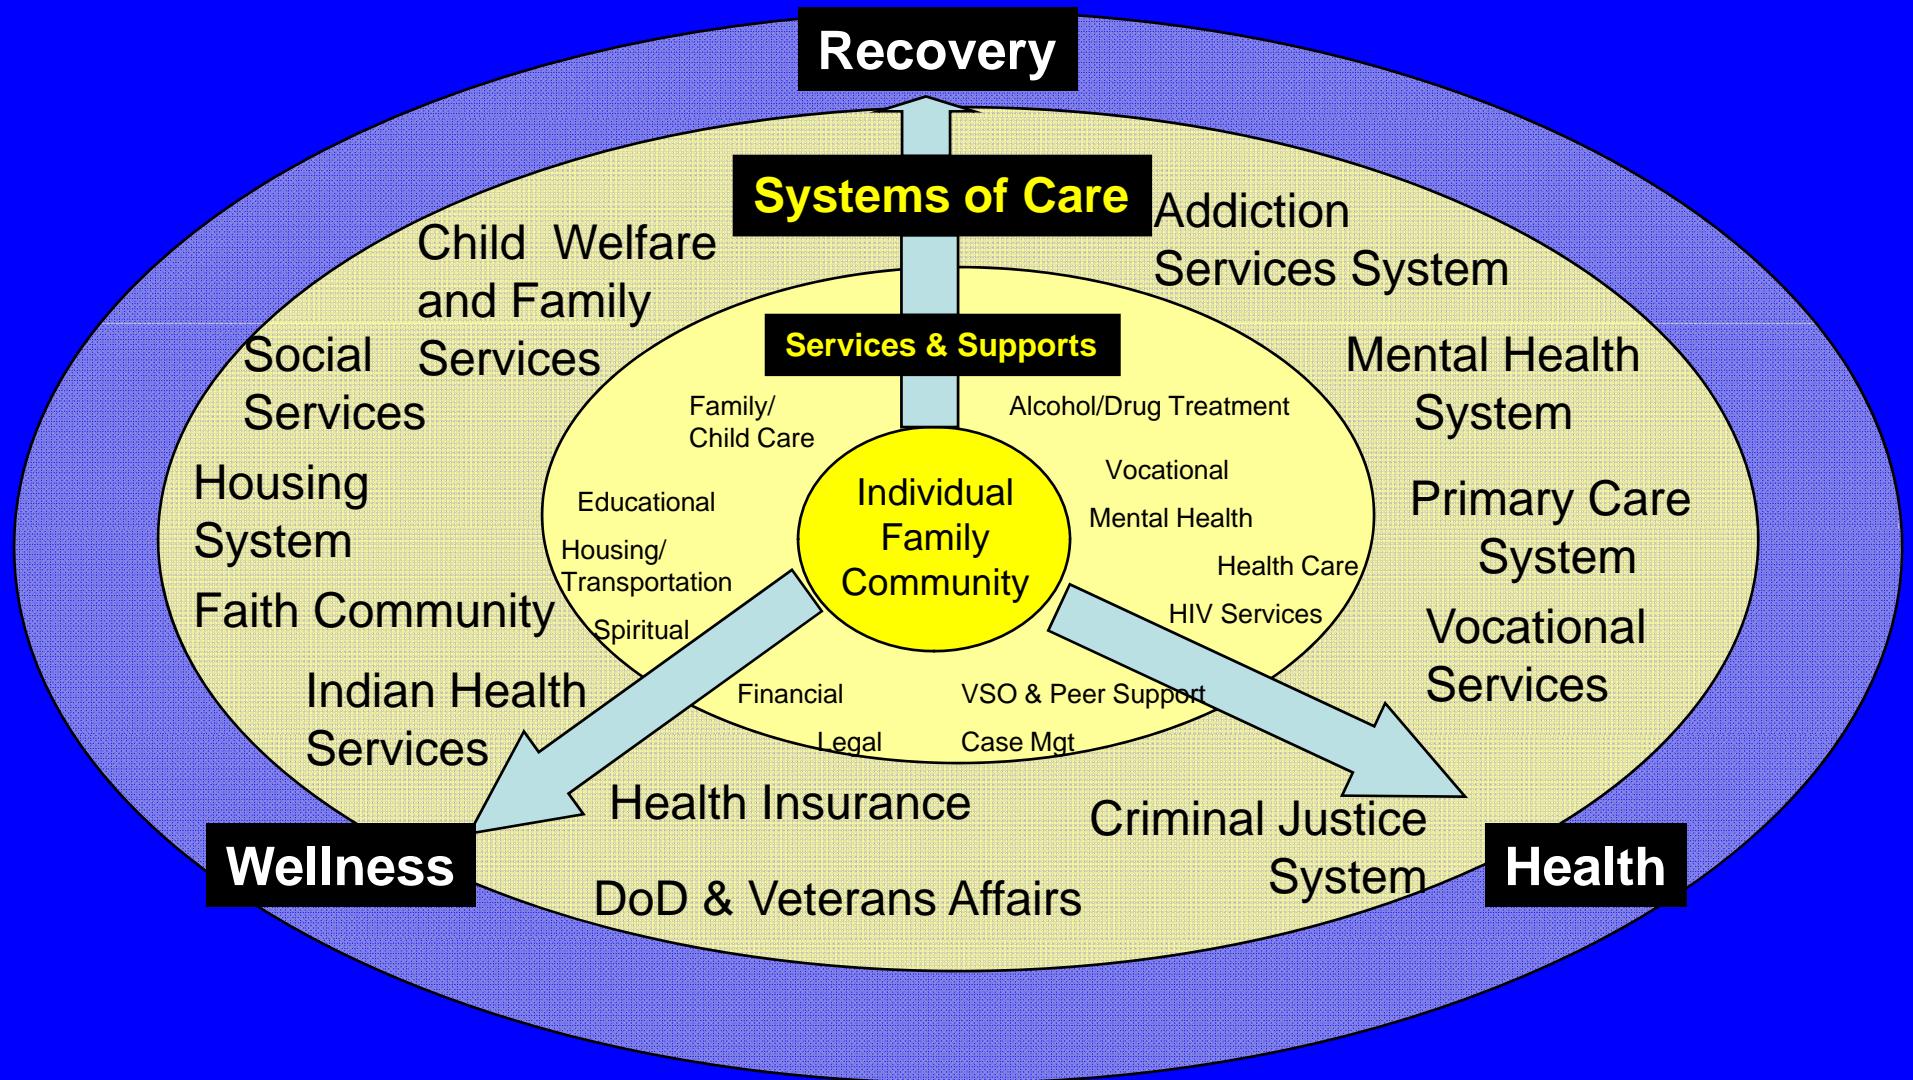 Recovery
Systems of Care
Addiction
Services System
Child Welfare
and Family
Services
Social
Services
Services & Supports
Mental Health
System
Family/
Child Care
Alcohol/Drug Treatment
Housing
System
Educational
Individual
Family
Community
Vocational
Mental Health
Primary Care
System
Housing/
Transportation
Health Care
Faith Community
Spiritual
HIV Services
Vocational
Services
Indian Health
Services
Financial
Legal
VSO & Peer Support
Case Mgt
Health Insurance
Criminal Justice
System
Wellness
DoD & Veterans Affairs
Health